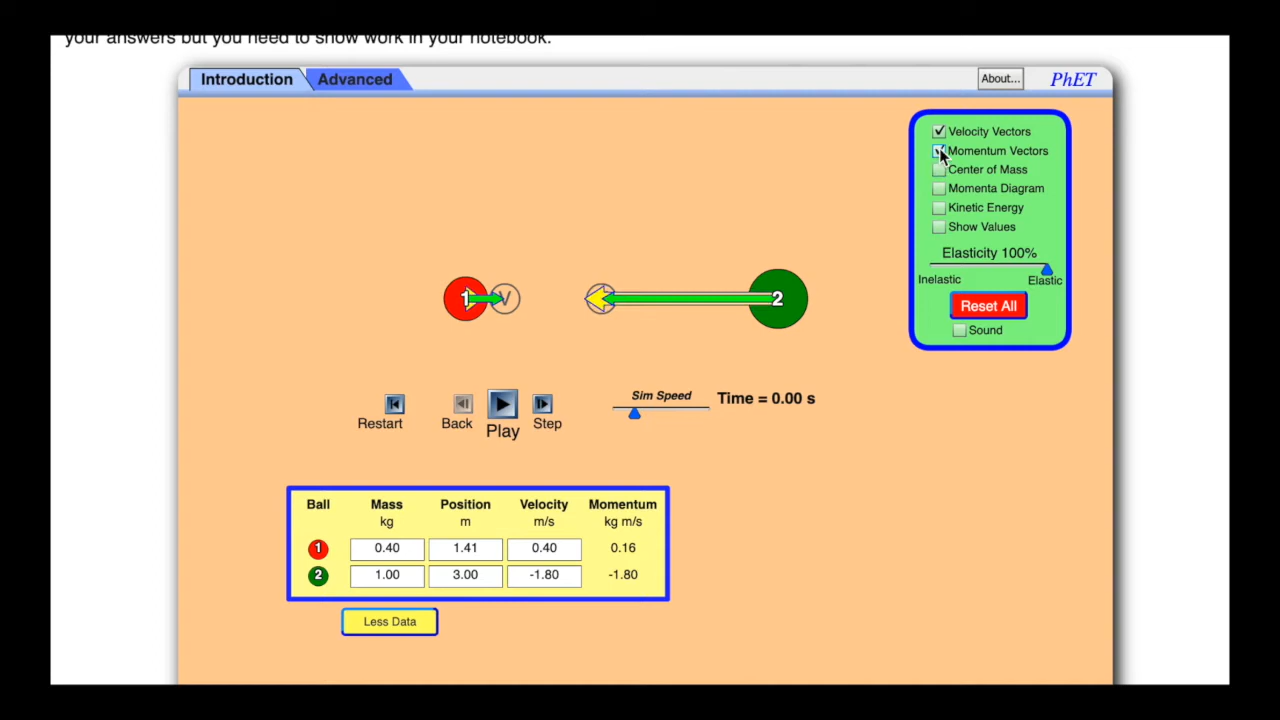 your answers but you need to show work in your notebook.
Introduction Advanced About... PhET
Velocity Vectors
Momentum Vectors
Center of Mass
Momenta Diagram
Kinetic Energy
Show Values
Elasticity 100%
Inelastic Elastic
Reset All
Sound
1 V 2
Sim Speed Time = 0.00 s
Restart Back Play Step
Ball Mass Position Velocity Momentum
kg m m/s kg m/s
1 0.40 1.41 0.40 0.16
2 1.00 3.00 -1.80 -1.80
Less Data